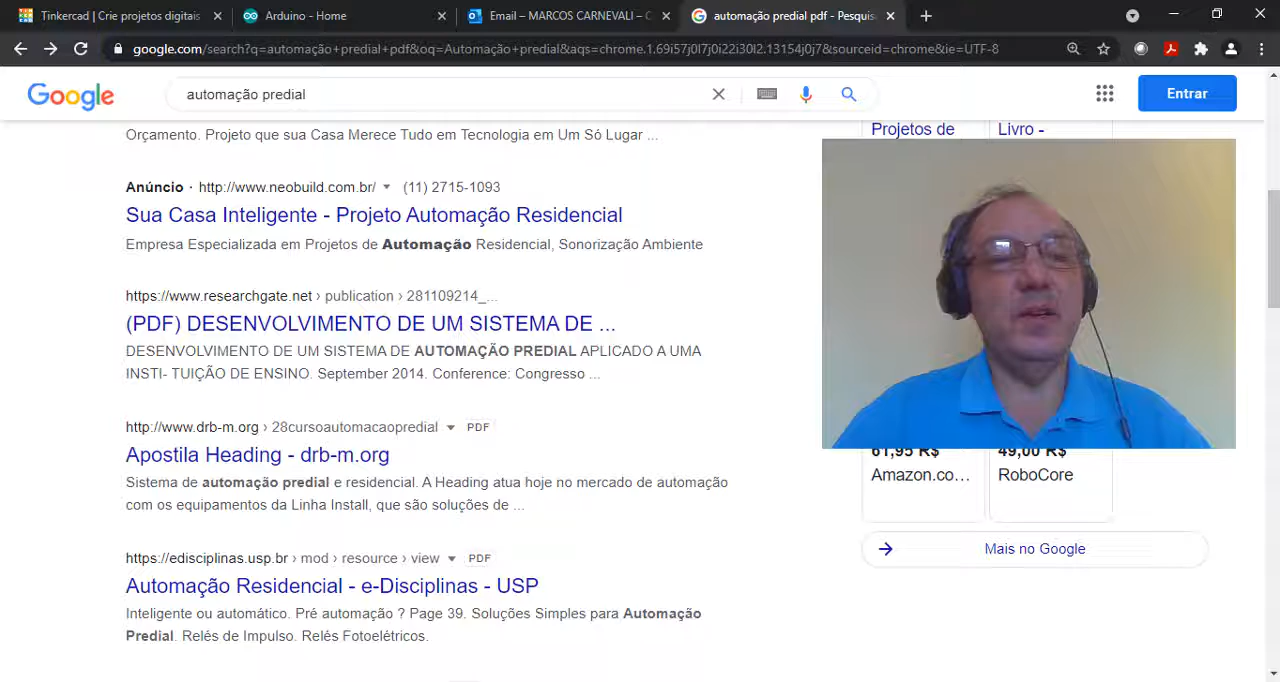 Tinkercad | Crie projetos digitais
Arduino - Home
Email – MARCOS CARNEVALI – C
automação predial pdf - Pesquis
google.com/search?q=automação+predial+pdf&oq=Automação+predial&aqs=chrome.1.69i57j0l7j0i22i30l2.13154j0j7&sourceid=chrome&ie=UTF-8
Google
automação predial
Entrar
Orçamento. Projeto que sua Casa Merece Tudo em Tecnologia em Um Só Lugar ...
Anúncio · http://www.neobuild.com.br/ (11) 2715-1093
Sua Casa Inteligente - Projeto Automação Residencial
Empresa Especializada em Projetos de Automação Residencial, Sonorização Ambiente
https://www.researchgate.net › publication › 281109214_...
(PDF) DESENVOLVIMENTO DE UM SISTEMA DE ...
DESENVOLVIMENTO DE UM SISTEMA DE AUTOMAÇÃO PREDIAL APLICADO A UMA
INSTI- TUIÇÃO DE ENSINO. September 2014. Conference: Congresso ...
http://www.drb-m.org › 28cursoautomacaopredial PDF
Apostila Heading - drb-m.org
Sistema de automação predial e residencial. A Heading atua hoje no mercado de automação
com os equipamentos da Linha Install, que são soluções de ...
https://edisciplinas.usp.br › mod › resource › view PDF
Automação Residencial - e-Disciplinas - USP
Inteligente ou automático. Pré automação ? Page 39. Soluções Simples para Automação
Predial. Relés de Impulso. Relés Fotoelétricos.
Projetos de
Livro -
61,95 R$
49,00 R$
Amazon.co...
RoboCore
Mais no Google